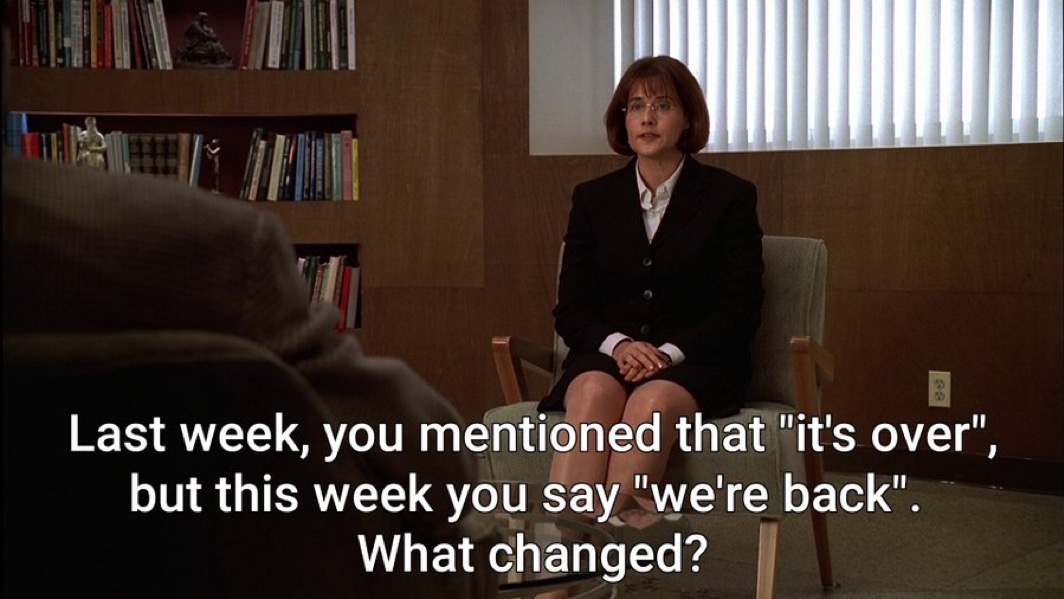 Last week, you mentioned that "it's over",
but this week you say "we're back".
What changed?